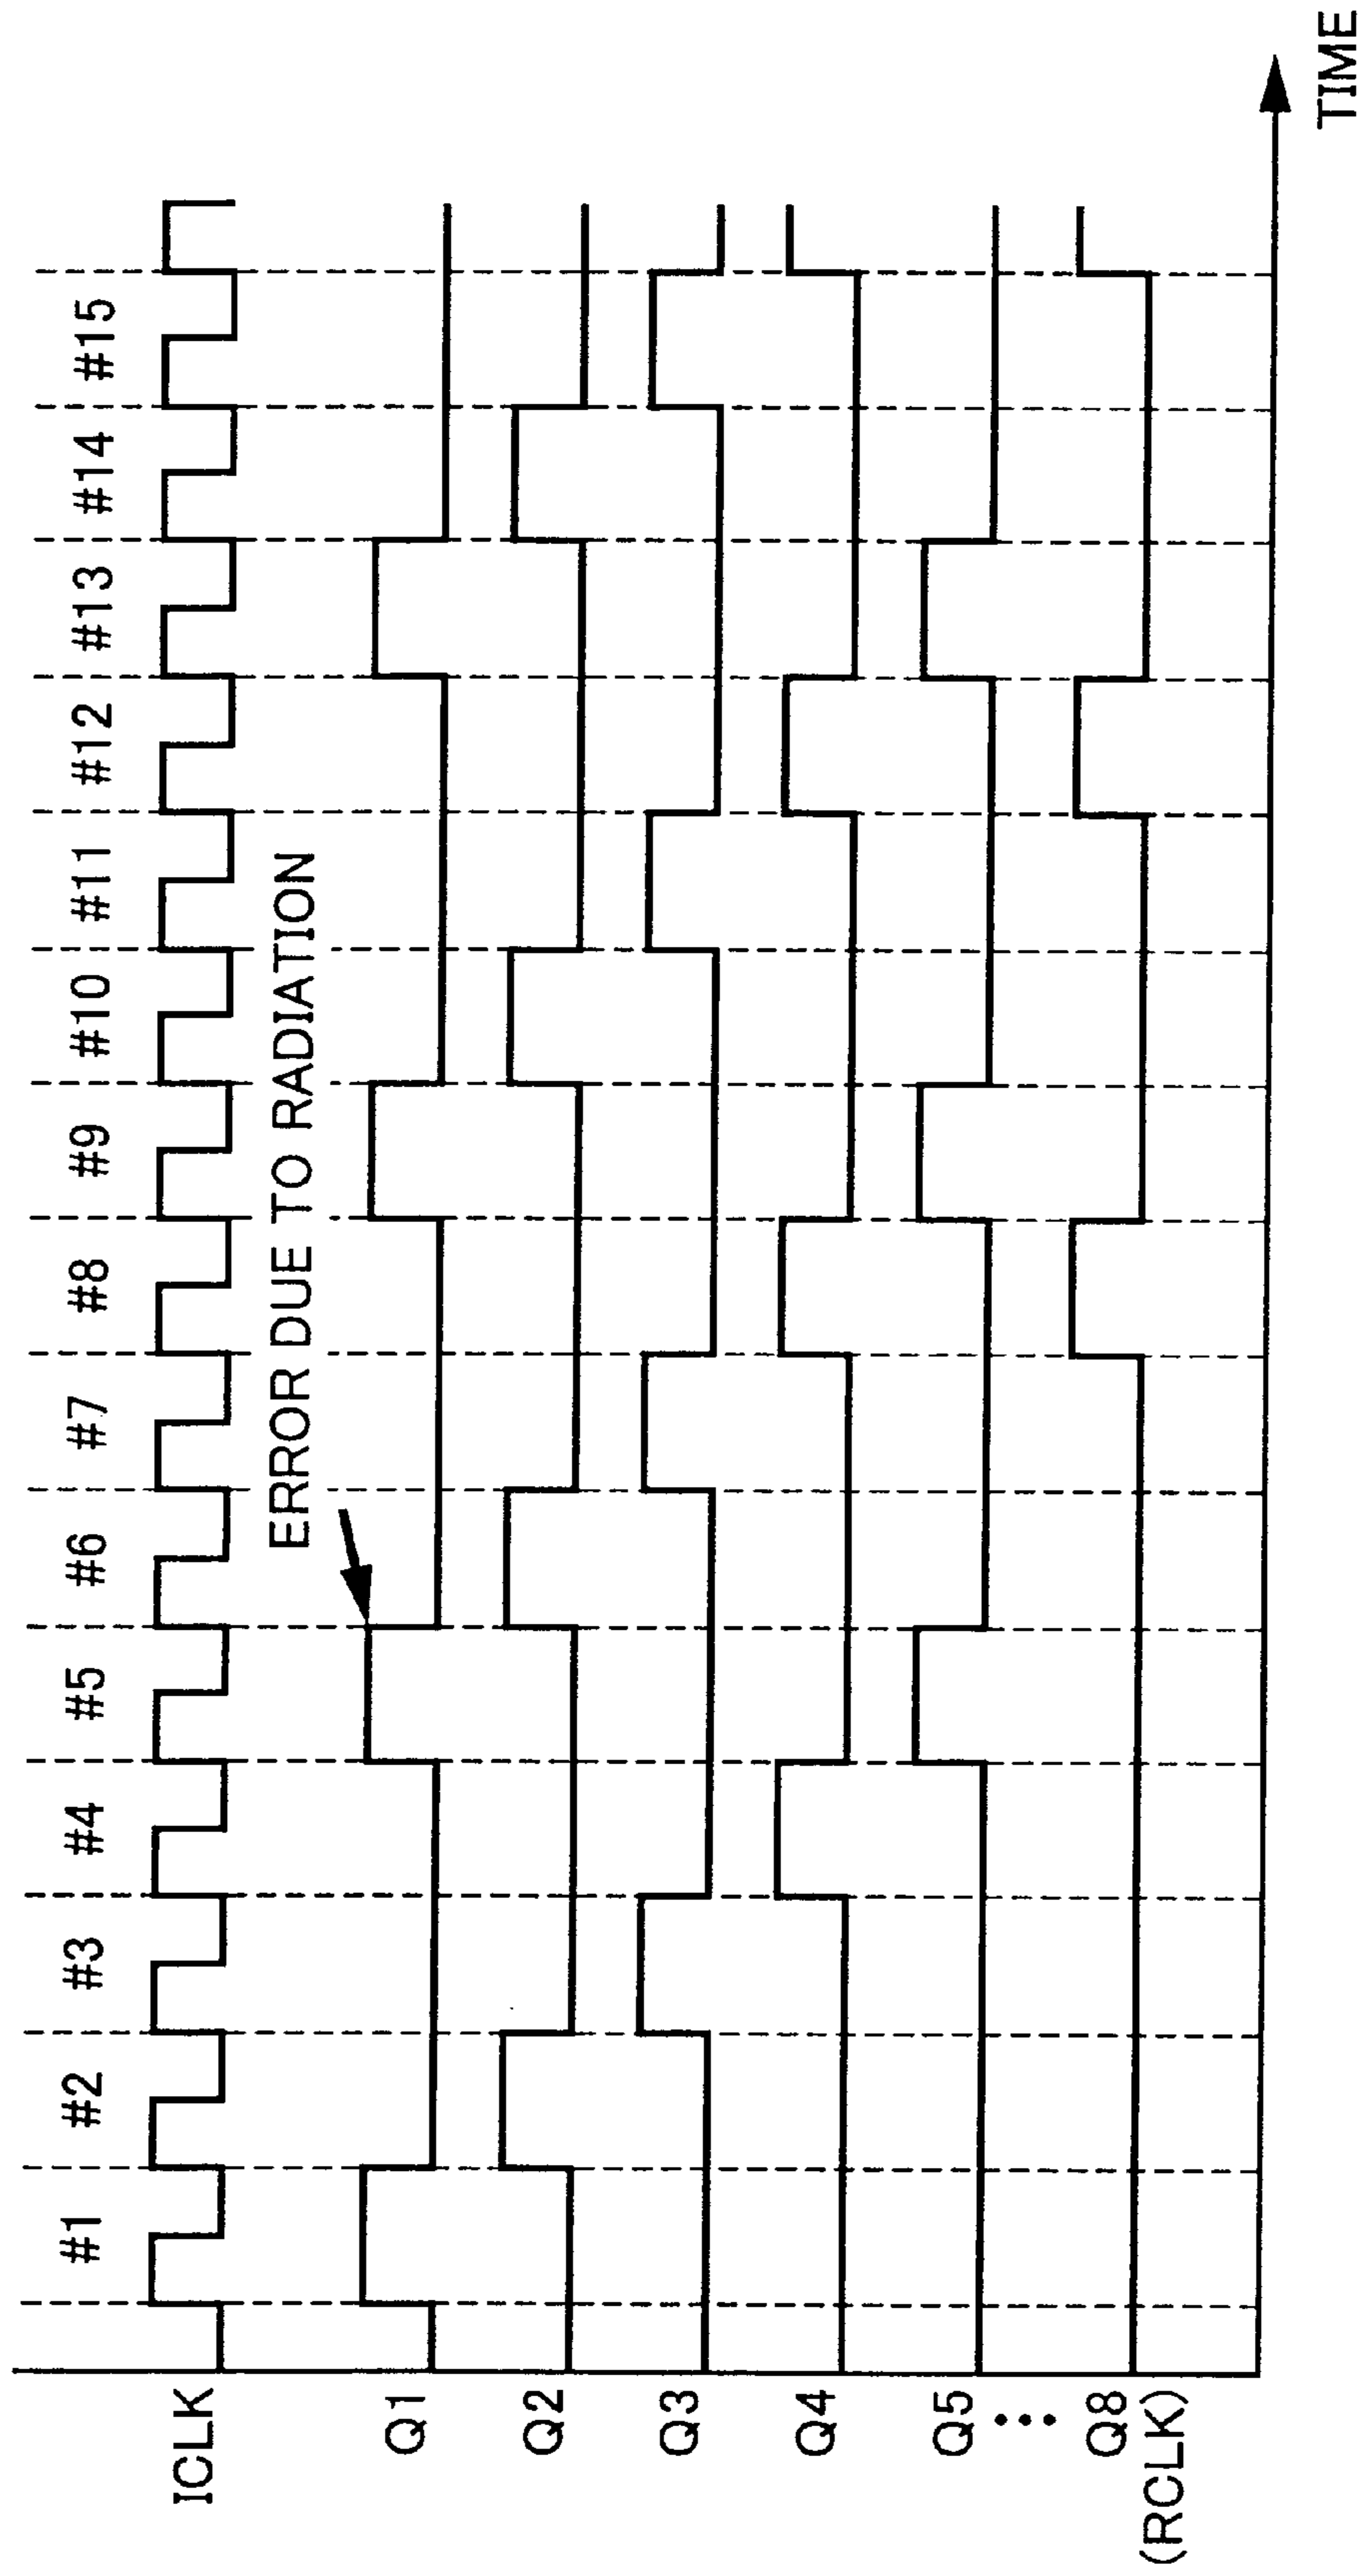 #1 #2 #3 #4 #5 #6 #7 #8 #9 #10 #11 #12 #13 #14 #15
ICLK
ERROR DUE TO RADIATION
Q1
Q2
Q3
Q4
Q5
Q8
(RCLK)
TIME